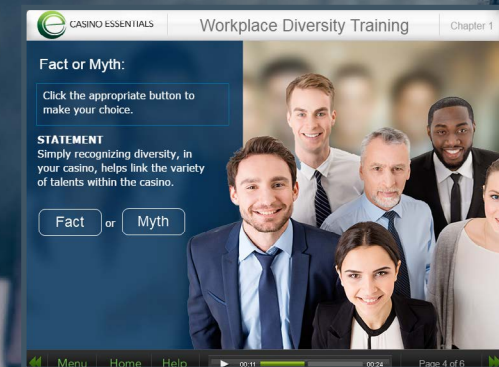 CASINO ESSENTIALS
Workplace Diversity Training
Chapter 1
Fact or Myth:
Click the appropriate button to
make your choice.
STATEMENT
Simply recognizing diversity, in
your casino, helps link the variety
of talents within the casino.
Fact or Myth
Menu Home Help 00:11 00:24 Page 4 of 6